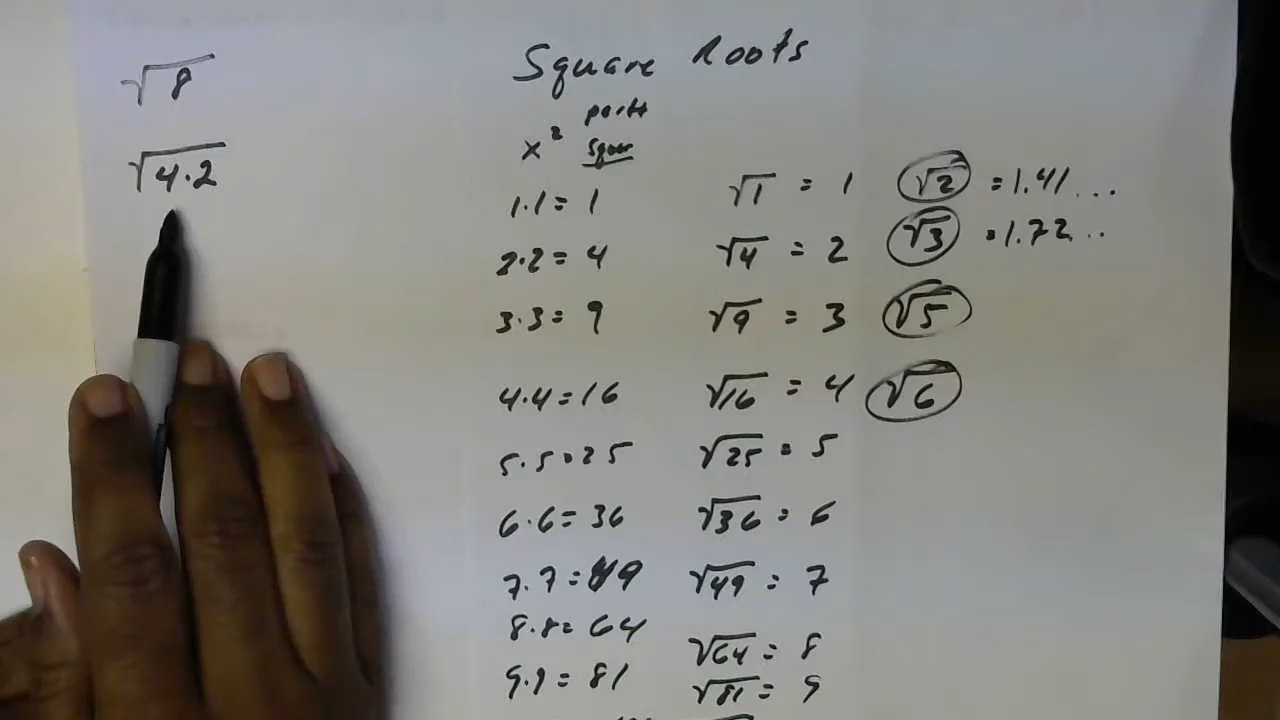 √8
√4·2
Square Roots
x²
1·1=1
2·2=4
3·3=9
4·4=16
5·5=25
6·6=36
7·7=49
8·8=64
9·9=81
√1 = 1
√4 = 2
√9 = 3
√16 = 4
√25 = 5
√36 = 6
√49 = 7
√64 = 8
√81 = 9
√2 =1.41...
√3 =1.72..
√5
√6